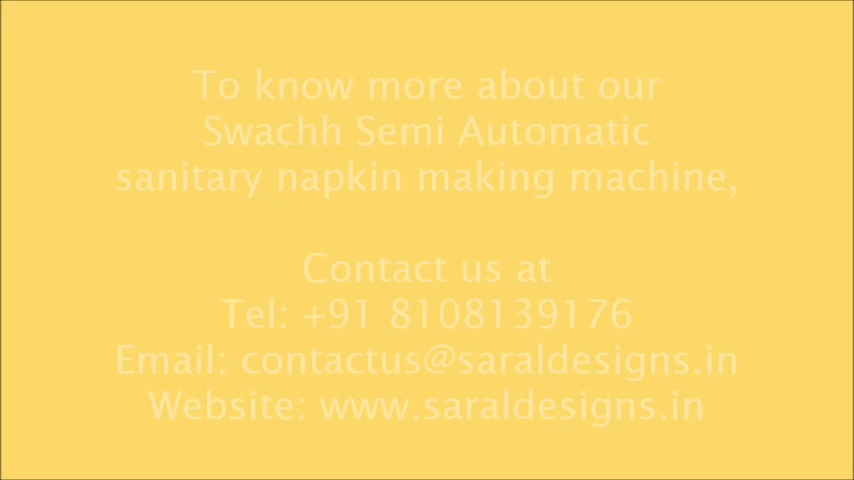 To know more about our
Swachh Semi Automatic
sanitary napkin making machine,
Contact us at
Tel: +91 8108139176
Email: contactus@saraldesigns.in
Website: www.saraldesigns.in